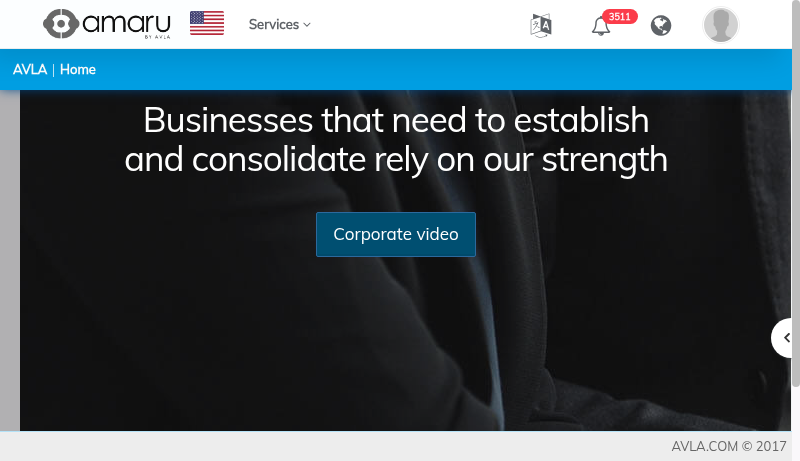 amaru
BY AVLA
Services
3511
AVLA | Home
Businesses that need to establish
and consolidate rely on our strength
Corporate video
AVLA.COM © 2017